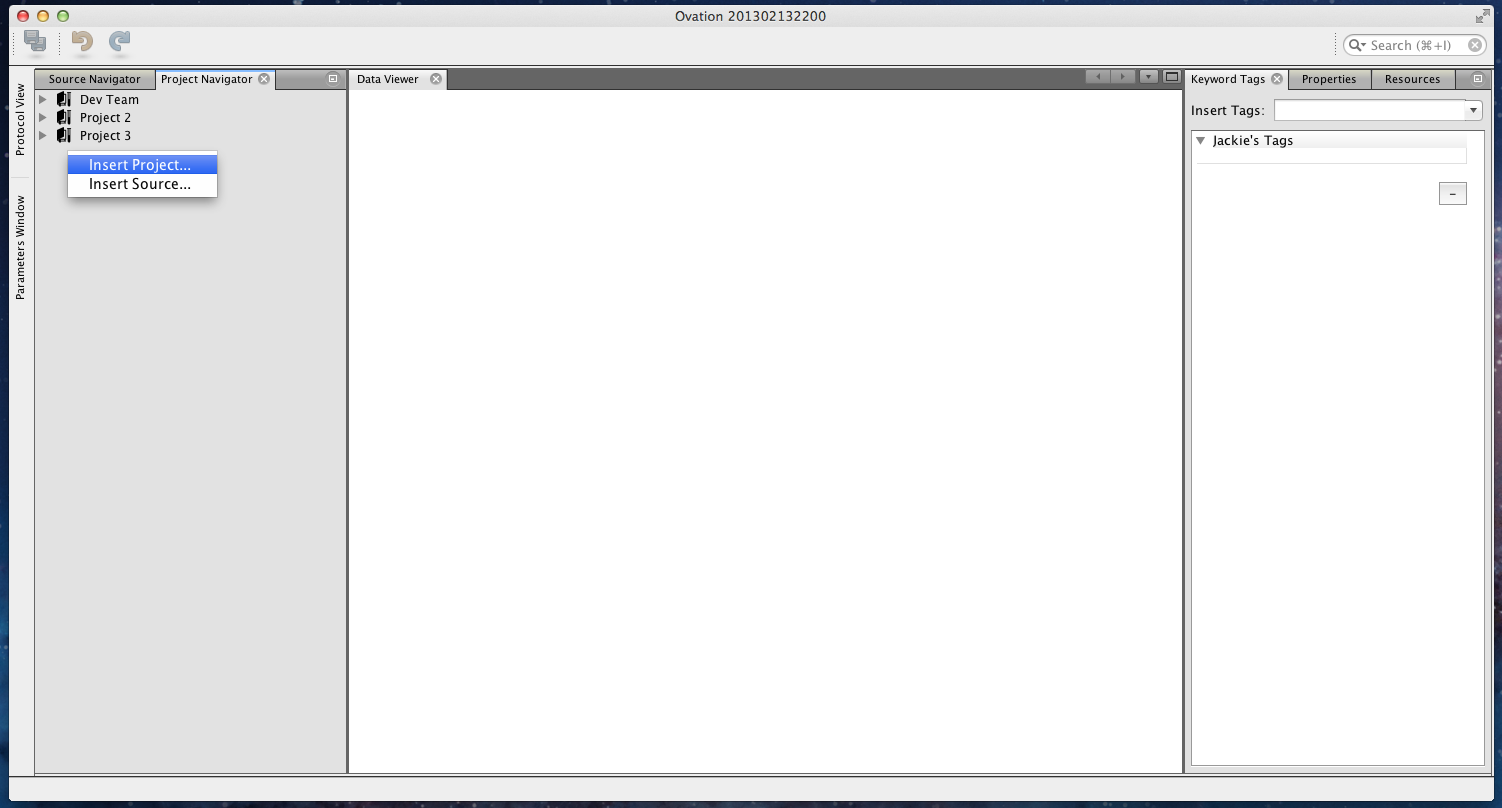 Ovation 201302132200
Search (⌘+I)
Protocol View
Parameters Window
Source Navigator
Project Navigator
Dev Team
Project 2
Project 3
Insert Project...
Insert Source...
Data Viewer
Keyword Tags
Properties
Resources
Insert Tags:
Jackie's Tags
-